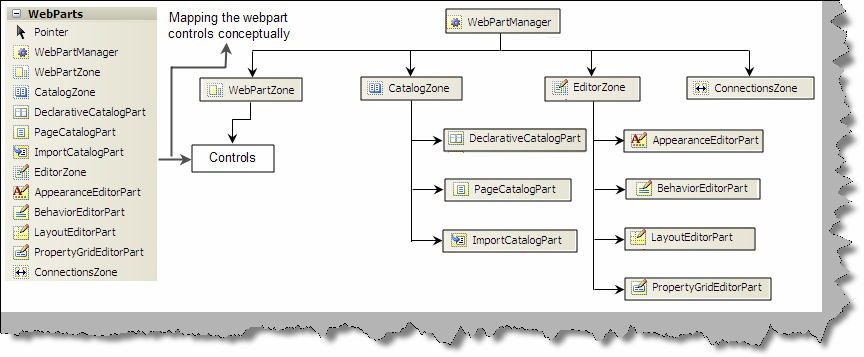 WebParts
Pointer
WebPartManager
WebPartZone
CatalogZone
DeclarativeCatalogPart
PageCatalogPart
ImportCatalogPart
EditorZone
AppearanceEditorPart
BehaviorEditorPart
LayoutEditorPart
PropertyGridEditorPart
ConnectionsZone
Mapping the webpart
controls conceptually
WebPartManager
WebPartZone
CatalogZone
EditorZone
ConnectionsZone
Controls
DeclarativeCatalogPart
PageCatalogPart
ImportCatalogPart
AppearanceEditorPart
BehaviorEditorPart
LayoutEditorPart
PropertyGridEditorPart